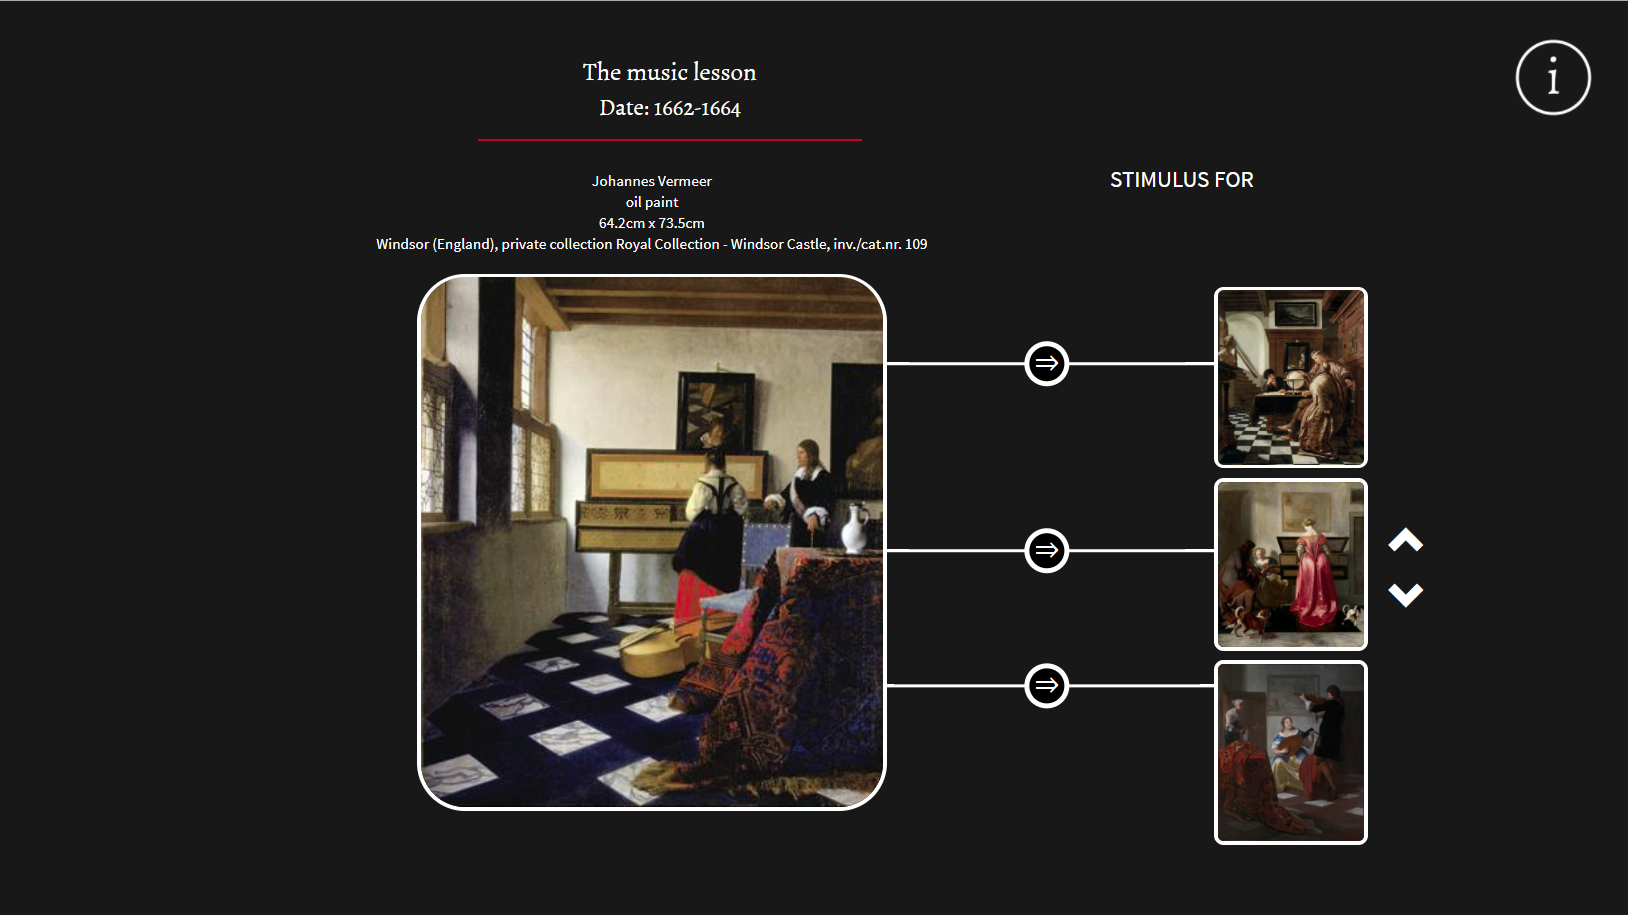 The music lesson
Date: 1662-1664
i
Johannes Vermeer
oil paint
64.2cm x 73.5cm
Windsor (England), private collection Royal Collection - Windsor Castle, inv./cat.nr. 109
STIMULUS FOR